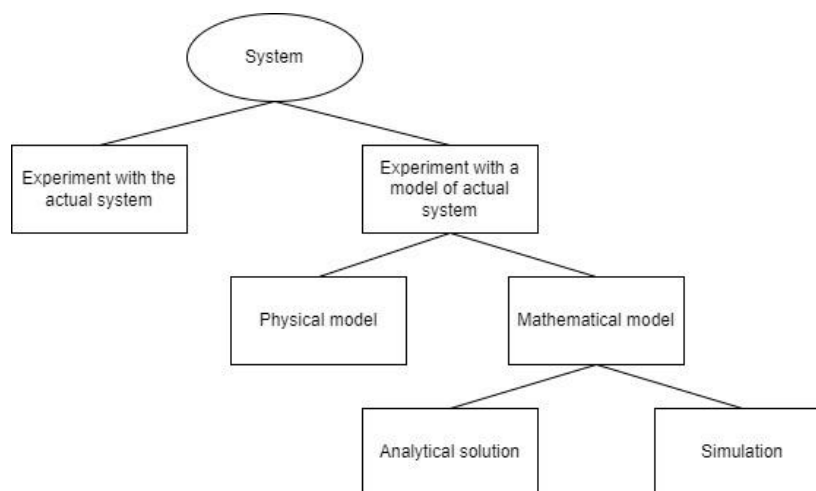 System
Experiment with the
actual system
Experiment with a
model of actual
system
Physical model
Mathematical model
Analytical solution
Simulation